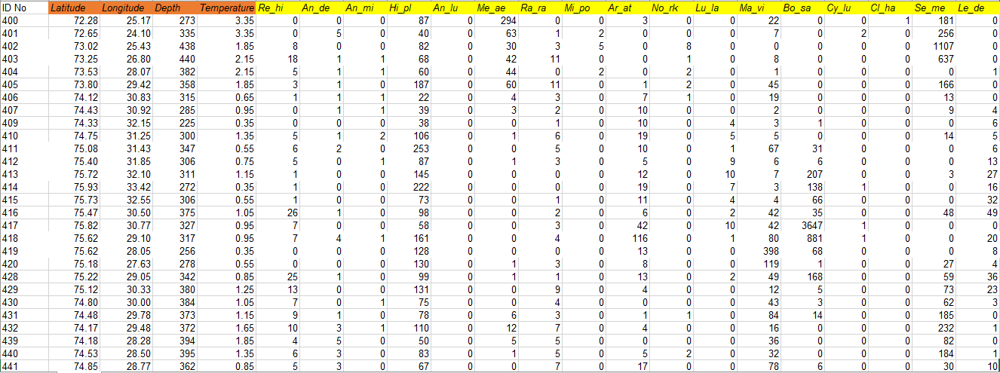 ID No Latitude Longitude Depth Temperature Re_hi An_de An_mi Hi_pl An_lu Me_ae Ra_ra Mi_po Ar_at No_rk Lu_la Ma_vi Bo_sa Cy_lu Cl_ha Se_me Le_de
400 72.28 25.17 273 3.35 0 0 0 87 0 294 0 0 3 0 0 22 0 0 1 181 0
401 72.65 24.10 335 3.35 0 5 0 40 0 63 1 2 0 0 0 7 0 2 0 256 0
402 73.02 25.43 438 1.85 8 0 0 82 0 30 3 5 0 8 0 0 0 0 0 1107 0
403 73.25 26.80 440 2.15 18 1 1 68 0 42 11 0 0 1 0 8 0 0 0 637 0
404 73.53 28.07 382 2.15 5 1 1 60 0 44 0 2 0 2 0 1 0 0 0 0 1
405 73.80 29.42 358 1.85 3 1 0 187 0 60 11 0 1 2 0 45 0 0 0 166 0
406 74.12 30.83 315 0.65 1 1 1 22 0 4 3 0 7 1 0 19 0 0 0 13 0
407 74.43 30.92 285 0.95 0 1 1 39 0 3 2 0 10 0 0 2 0 0 0 9 4
409 74.33 32.15 225 0.35 0 0 0 38 0 0 1 0 10 0 4 3 1 0 0 0 6
410 74.75 31.25 300 1.35 5 1 2 106 0 1 6 0 19 0 5 5 0 0 0 14 5
411 75.08 31.43 347 0.55 6 2 0 253 0 0 5 0 10 0 1 67 31 0 0 0 6
412 75.40 31.85 306 0.75 5 0 1 87 0 1 3 0 5 0 9 6 6 0 0 0 13
413 75.72 32.10 311 1.15 1 0 0 145 0 0 0 0 12 0 10 7 207 0 0 3 27
414 75.93 33.42 272 0.35 1 0 0 222 0 0 0 0 19 0 7 3 138 1 0 0 16
415 75.73 32.55 306 0.55 1 0 0 73 0 0 1 0 11 0 4 4 66 0 0 0 32
416 75.47 30.50 375 1.05 26 1 0 98 0 0 2 0 6 0 2 42 35 0 0 48 49
417 75.82 30.77 327 0.95 7 0 0 58 0 0 3 0 42 0 10 42 3647 1 0 0 0
418 75.62 29.10 317 0.95 7 4 1 161 0 0 4 0 116 0 1 80 881 1 0 0 20
419 75.62 28.05 256 0.35 0 0 0 128 0 0 0 0 13 0 0 398 68 0 0 0 8
420 75.18 27.63 278 0.55 0 0 0 130 0 1 3 0 8 0 0 119 1 0 0 27 4
428 75.22 29.05 342 0.85 25 1 0 99 0 1 1 0 13 0 2 49 168 0 0 59 36
429 75.12 30.33 380 1.25 13 0 0 131 0 0 9 0 4 0 0 12 5 0 0 73 23
430 74.80 30.00 384 1.05 7 0 1 75 0 0 4 0 0 0 0 43 3 0 0 62 3
431 74.48 29.78 373 1.15 9 1 0 78 0 6 3 0 1 1 0 84 14 0 0 185 0
432 74.17 29.48 372 1.65 10 3 1 110 0 12 7 0 4 0 0 16 0 0 0 232 1
439 74.18 28.28 394 1.85 4 5 0 50 0 5 5 0 0 0 0 36 0 0 0 82 0
440 74.53 28.50 395 1.35 6 3 0 83 0 1 5 0 5 2 0 32 0 0 0 184 1
441 74.85 28.77 362 0.85 5 3 0 67 0 0 7 0 17 0 0 78 6 0 0 30 10